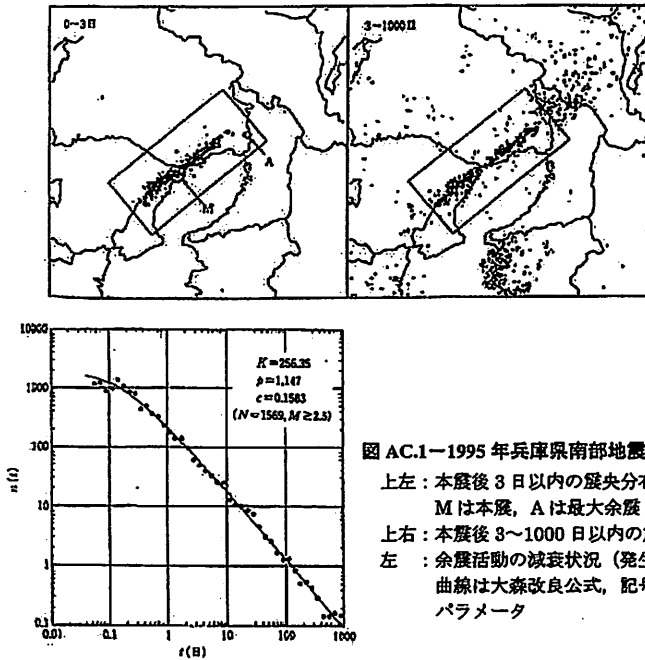 0~3日
3~1000日
A
M
10000
1000
100
10
1
0.1
n(t)
K=256.35
p=1.147
c=0.1583
(N=1569, M≥2.5)
0.01
0.1
1
10
100
1000
t(日)
図 AC.1-1995 年兵庫県南部地震
上左:本震後 3 日以内の震央分布
M は本震,A は最大余震
上右:本震後 3~1000 日以内の
左 :余震活動の減衰状況(発生
曲線は大森改良公式,記号
パラメータ